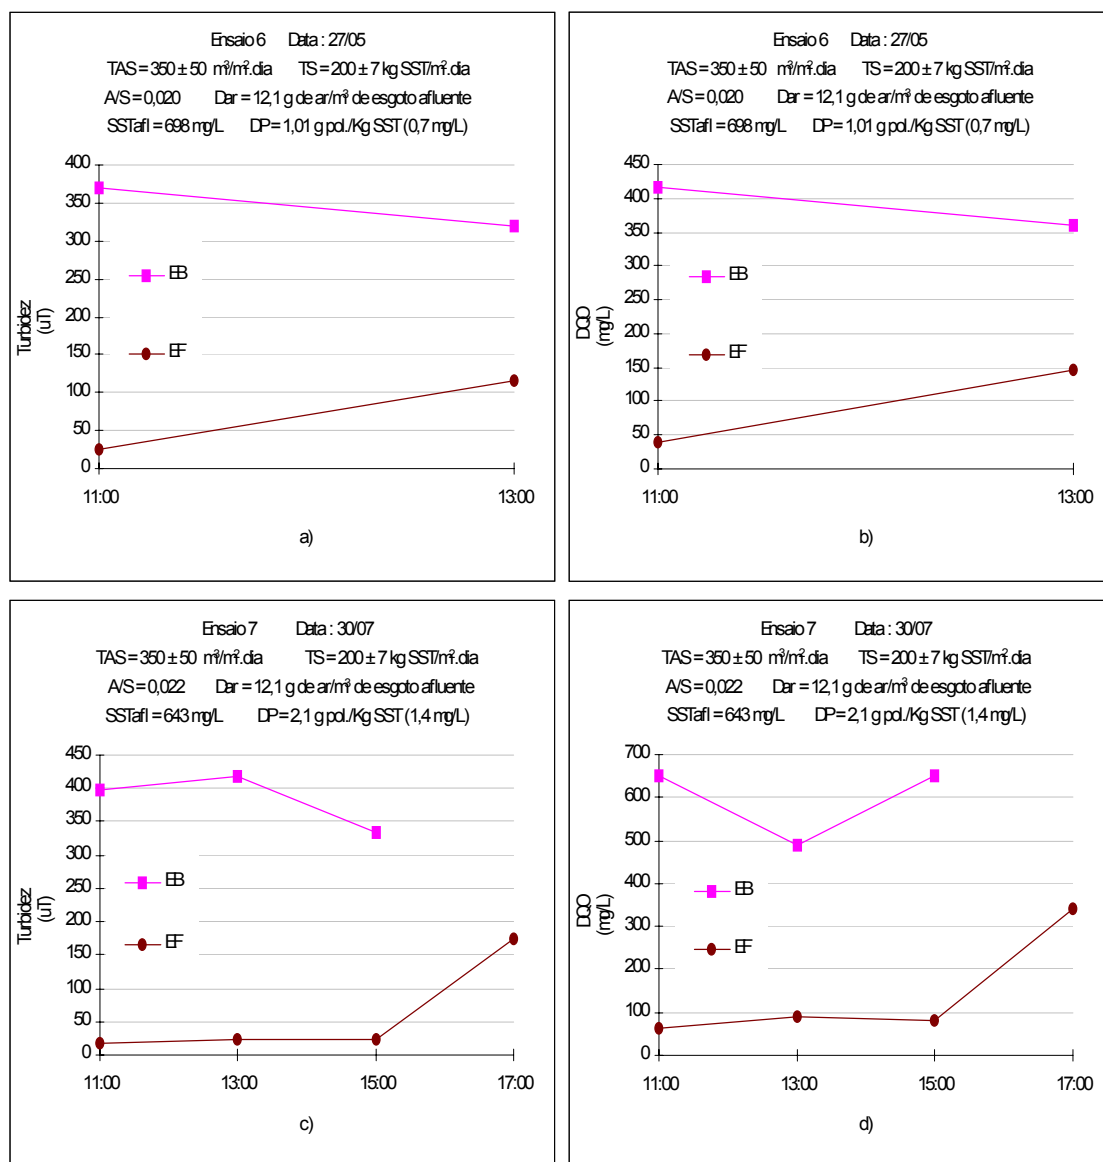 Ensaio 6 Data : 27/05
TAS = 350 ± 50 m³/m².dia TS = 200 ± 7 kg SST/m².dia
A/S = 0,020 Dar = 12,1 g de ar/m³ de esgoto afluente
SSTafl = 698 mg/L DP = 1,01 g pol./Kg SST (0,7 mg/L)
400
350
300
250
200
150
100
50
0
Turbidez
(uT)
EB
EF
11:00 13:00
a)
Ensaio 6 Data : 27/05
TAS = 350 ± 50 m³/m².dia TS = 200 ± 7 kg SST/m².dia
A/S = 0,020 Dar = 12,1 g de ar/m³ de esgoto afluente
SSTafl = 698 mg/L DP = 1,01 g pol./Kg SST (0,7 mg/L)
450
400
350
300
250
200
150
100
50
0
DQO
(mg/L)
EB
EF
11:00 13:00
b)
Ensaio 7 Data : 30/07
TAS = 350 ± 50 m³/m².dia TS = 200 ± 7 kg SST/m².dia
A/S = 0,022 Dar = 12,1 g de ar/m³ de esgoto afluente
SSTafl = 643 mg/L DP = 2,1 g pol./Kg SST (1,4 mg/L)
450
400
350
300
250
200
150
100
50
0
Turbidez
(uT)
EB
EF
11:00 13:00 15:00 17:00
c)
Ensaio 7 Data : 30/07
TAS = 350 ± 50 m³/m².dia TS = 200 ± 7 kg SST/m².dia
A/S = 0,022 Dar = 12,1 g de ar/m³ de esgoto afluente
SSTafl = 643 mg/L DP = 2,1 g pol./Kg SST (1,4 mg/L)
700
600
500
400
300
200
100
0
DQO
(mg/L)
EB
EF
11:00 13:00 15:00 17:00
d)